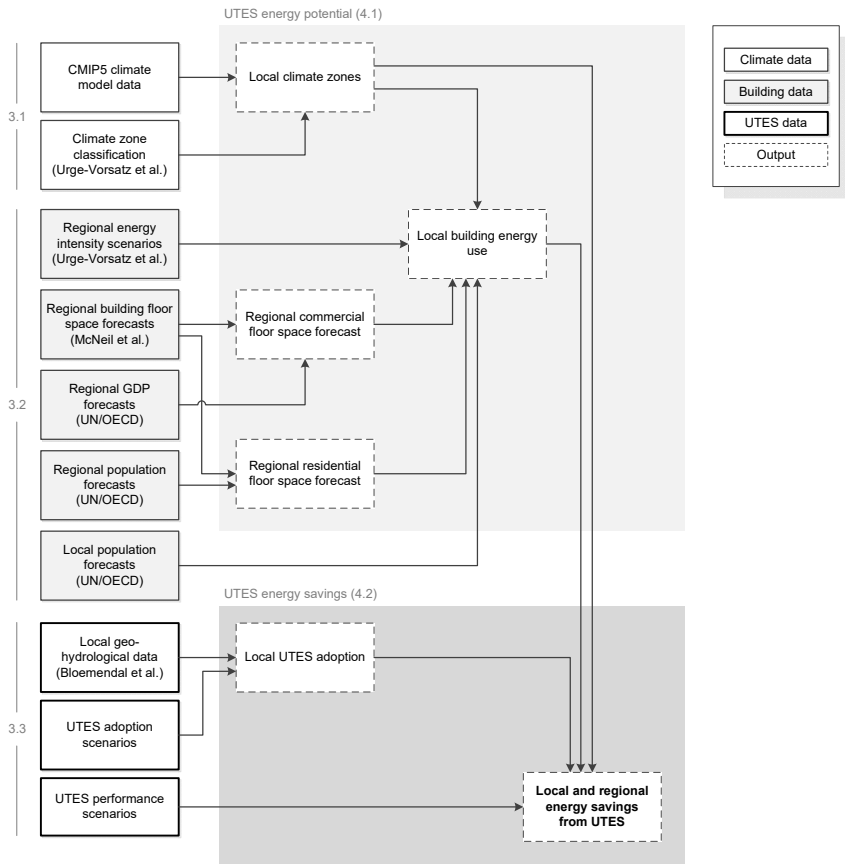 UTES energy potential (4.1)
3.1
CMIP5 climate
model data
Local climate zones
Climate zone
classification
(Urge-Vorsatz et al.)
Climate data
Building data
UTES data
Output
3.2
Regional energy
intensity scenarios
(Urge-Vorsatz et al.)
Local building energy
use
Regional building floor
space forecasts
(McNeil et al.)
Regional commercial
floor space forecast
Regional GDP
forecasts
(UN/OECD)
Regional population
forecasts
(UN/OECD)
Regional residential
floor space forecast
Local population
forecasts
(UN/OECD)
UTES energy savings (4.2)
3.3
Local geo-
hydrological data
(Bloemendal et al.)
Local UTES adoption
UTES adoption
scenarios
UTES performance
scenarios
Local and regional
energy savings
from UTES